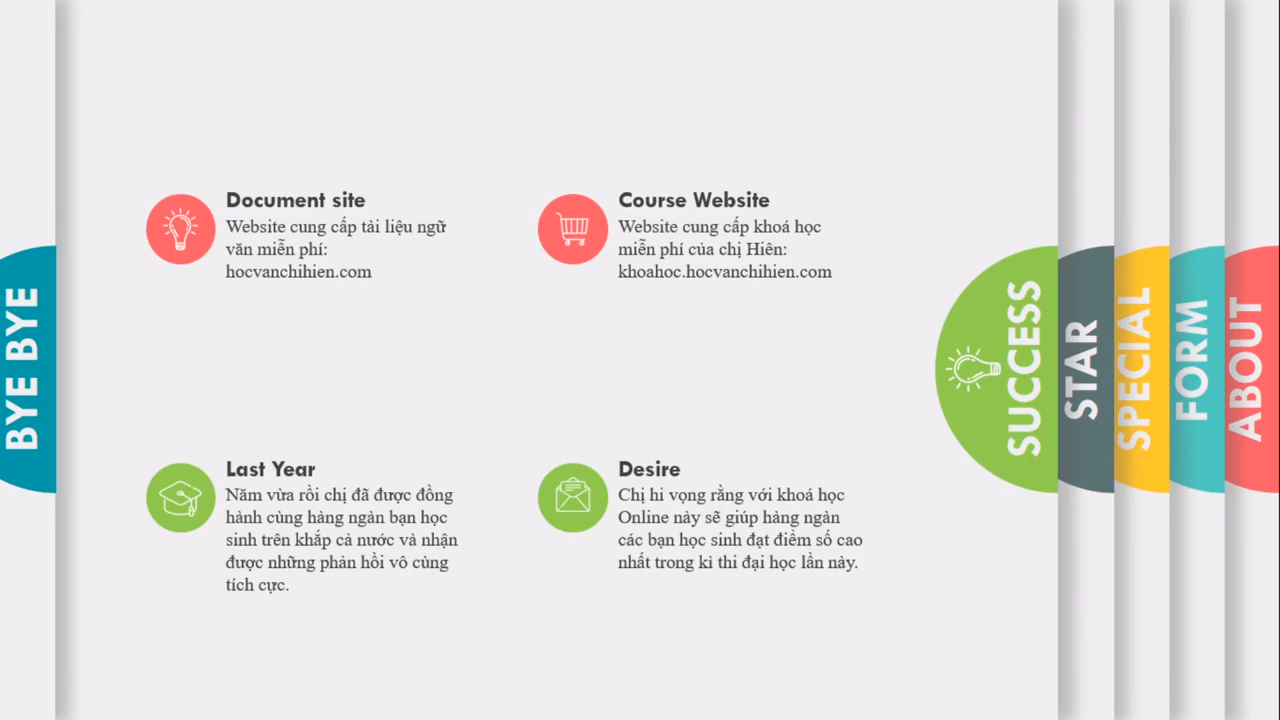 BYE BYE
Document site
Website cung cấp tài liệu ngữ
văn miễn phí:
hocvanchihien.com
Course Website
Website cung cấp khoá học
miễn phí của chị Hiên:
khoahoc.hocvanchihien.com
Last Year
Năm vừa rồi chị đã được đồng
hành cùng hàng ngàn bạn học
sinh trên khắp cả nước và nhận
được những phản hồi vô cùng
tích cực.
Desire
Chị hi vọng rằng với khoá học
Online này sẽ giúp hàng ngàn
các bạn học sinh đạt điểm số cao
nhất trong kì thi đại học lần này.
SUCCESS
STAR
SPECIAL
FORM
ABOUT